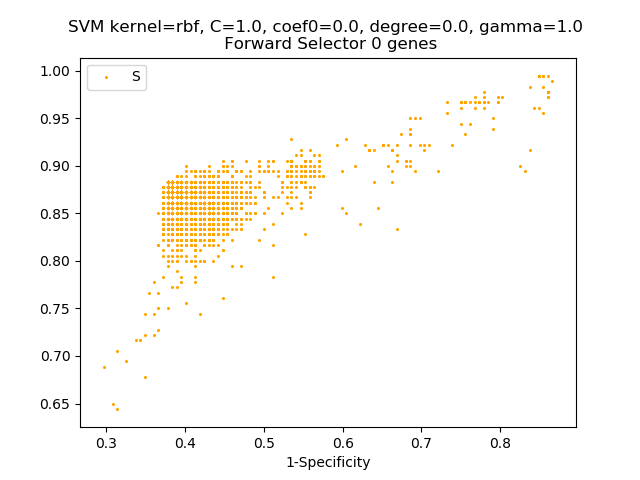 SVM kernel=rbf, C=1.0, coef0=0.0, degree=0.0, gamma=1.0
Forward Selector 0 genes
S
1.00
0.95
0.90
0.85
0.80
0.75
0.70
0.65
0.3 0.4 0.5 0.6 0.7 0.8
1-Specificity